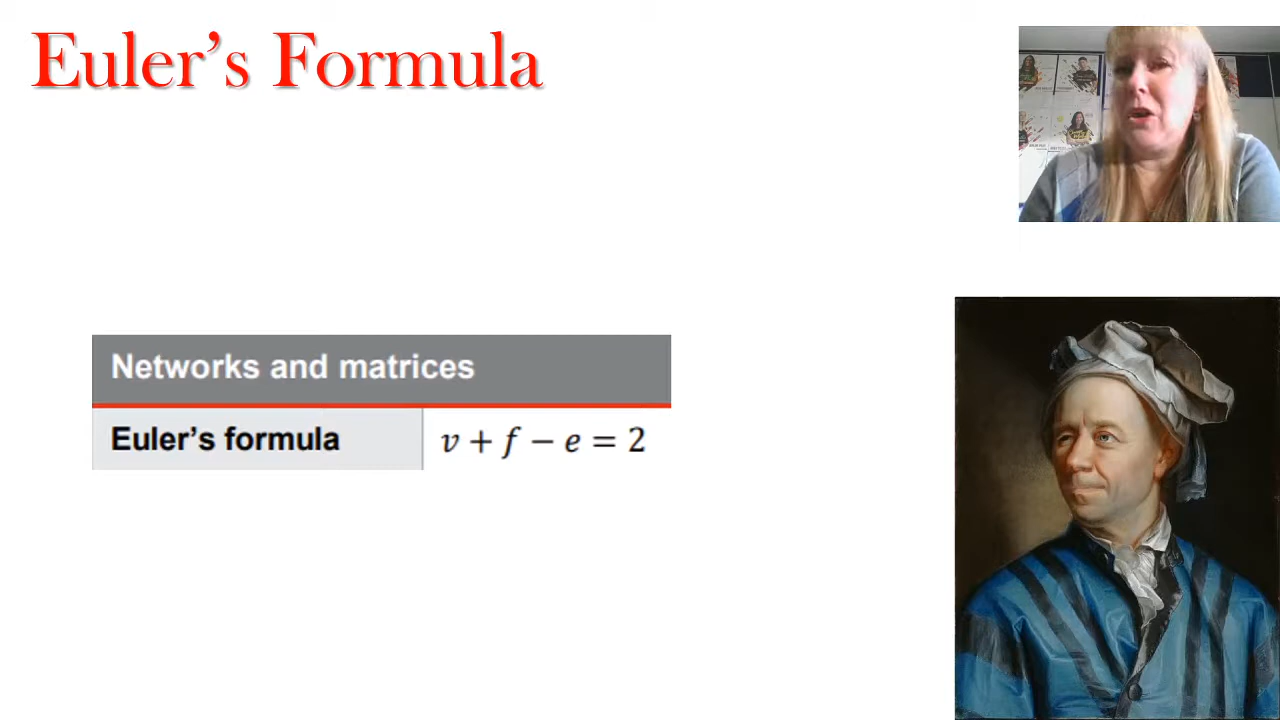 Euler’s Formula
Networks and matrices
Euler’s formula v + f − e = 2